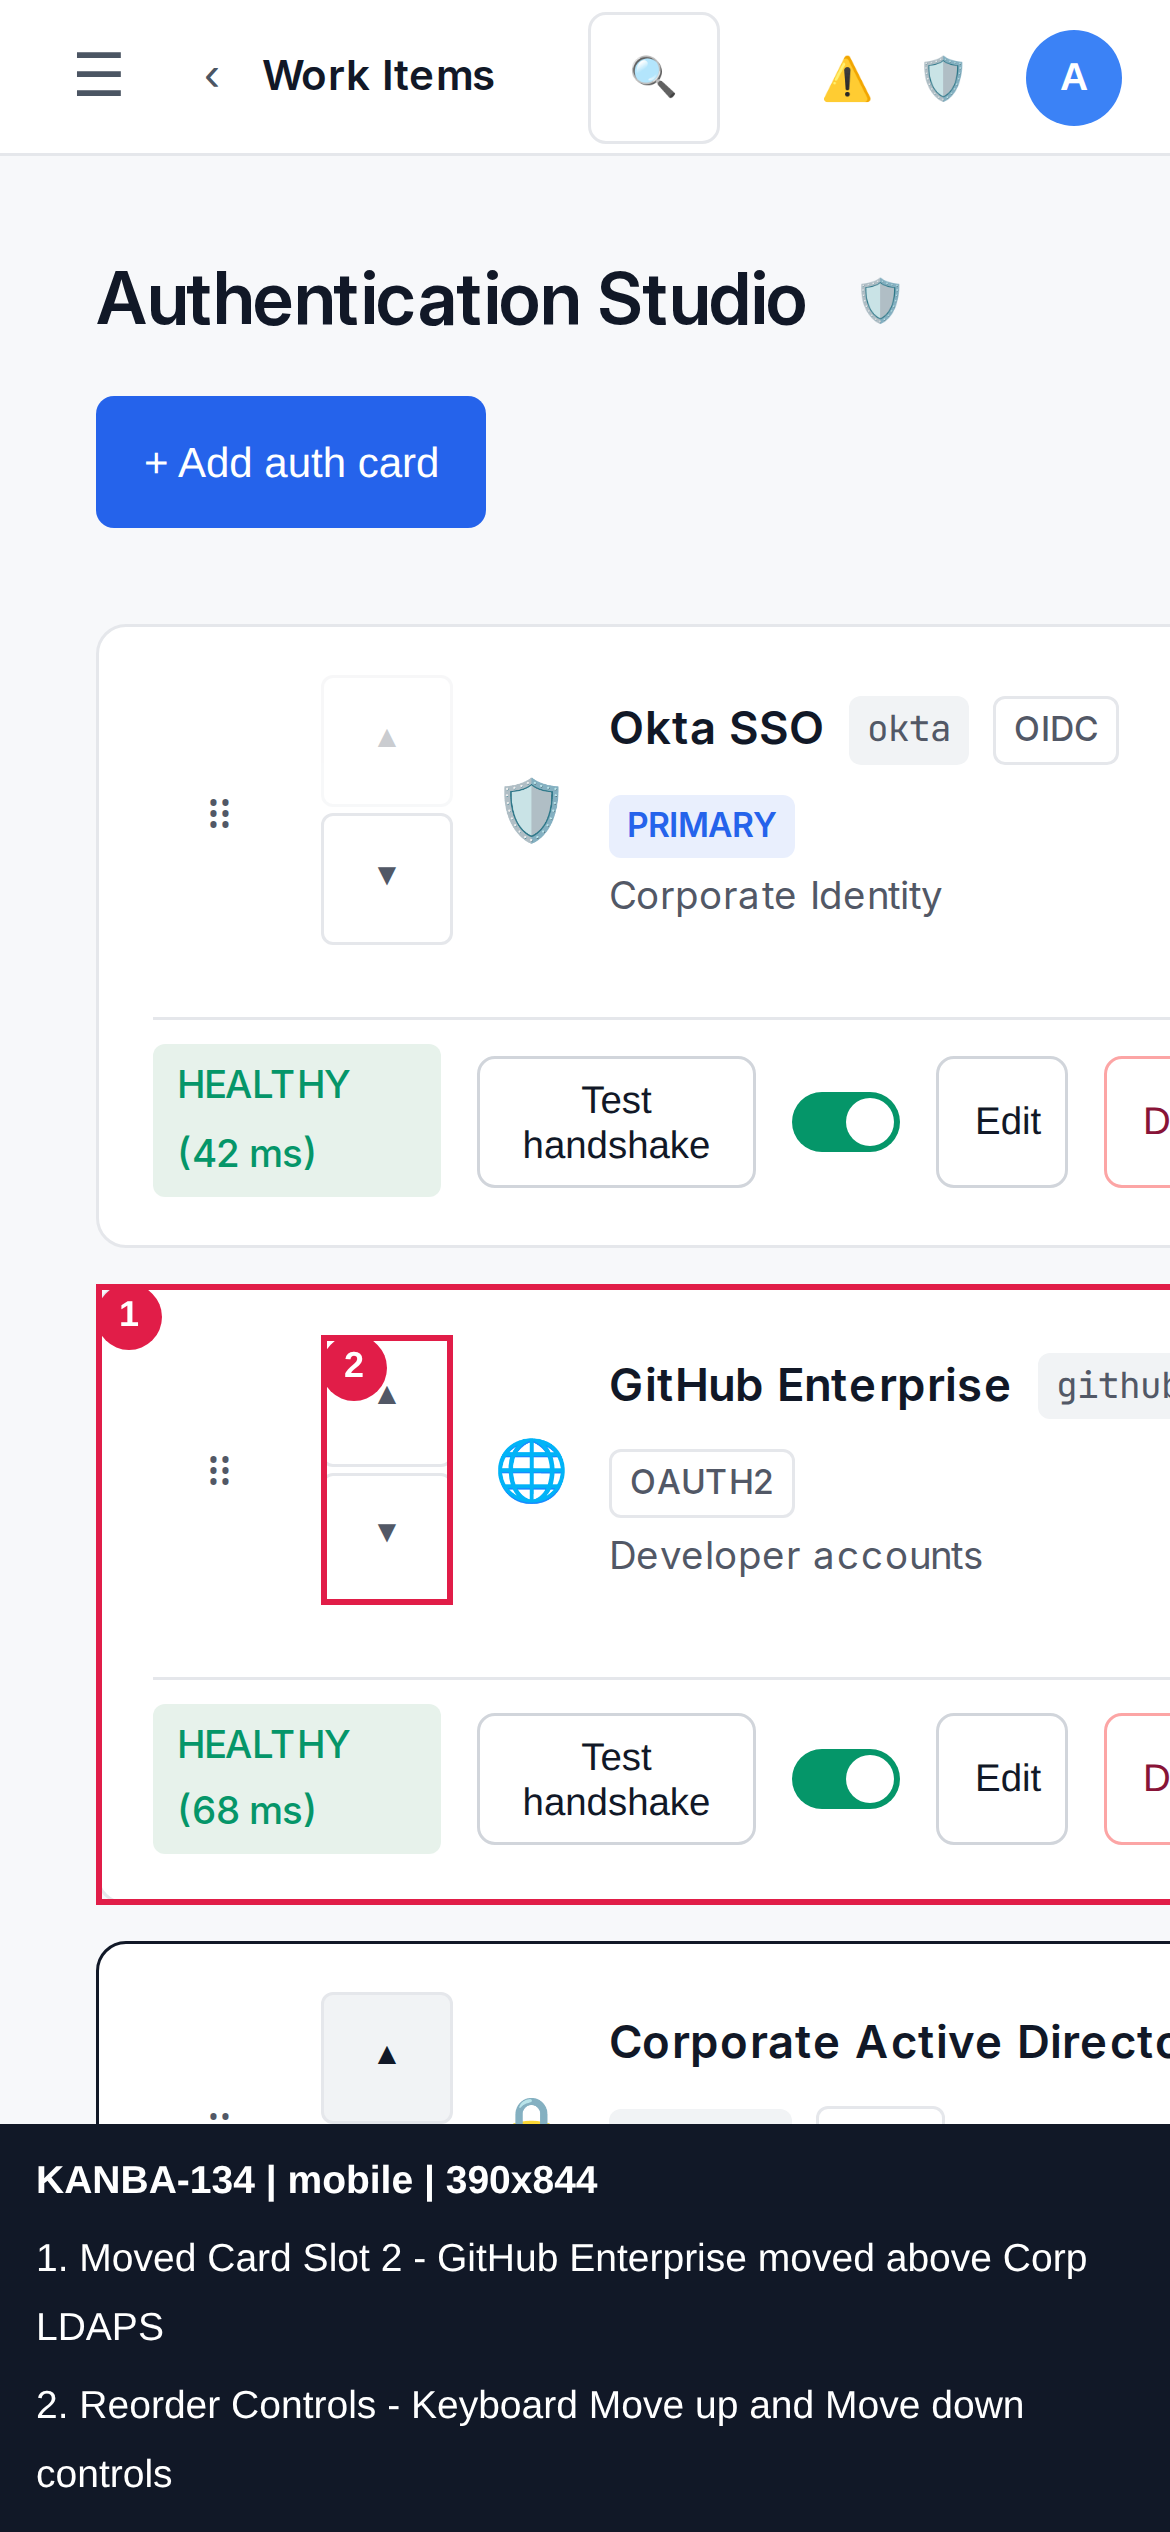 Work Items
A
Authentication Studio
+ Add auth card
Okta SSO okta OIDC
PRIMARY
Corporate Identity
HEALTHY
(42 ms)
Test
handshake
Edit
D
1
2
GitHub Enterprise github
OAUTH2
Developer accounts
HEALTHY
(68 ms)
Test
handshake
Edit
D
Corporate Active Directo
KANBA-134 | mobile | 390x844
1. Moved Card Slot 2 - GitHub Enterprise moved above Corp
LDAPS
2. Reorder Controls - Keyboard Move up and Move down
controls